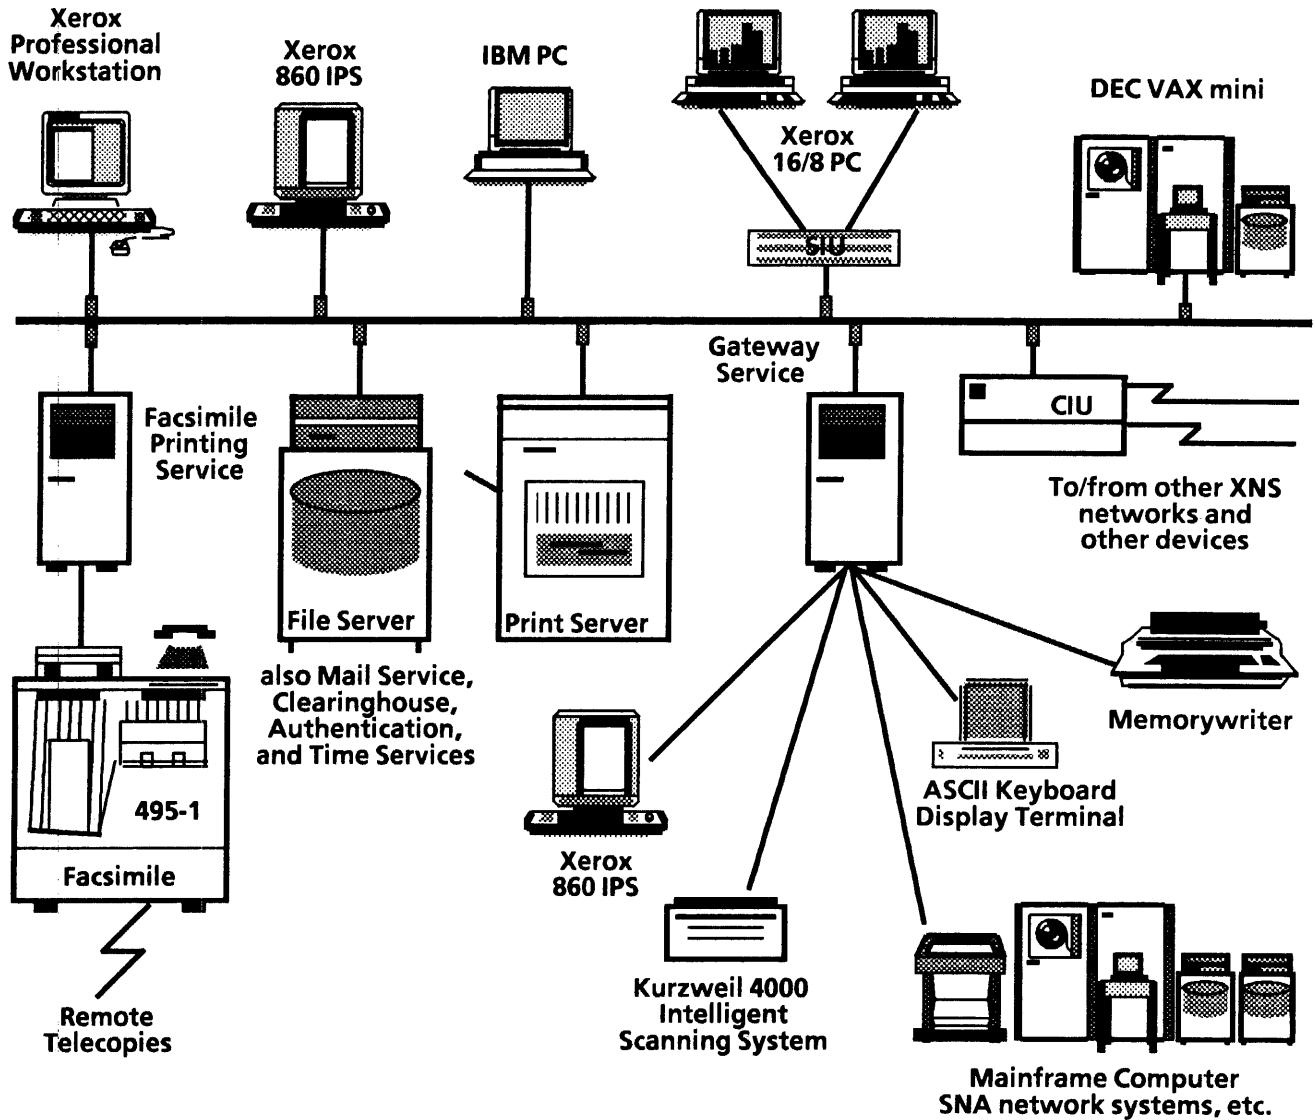 Xerox
Professional
Workstation
Xerox
860 IPS
IBM PC
Xerox
16/8 PC
DEC VAX mini
SIU
Gateway
Service
Facsimile
Printing
Service
CIU
To/from other XNS
networks and
other devices
File Server
Print Server
also Mail Service,
Clearinghouse,
Authentication,
and Time Services
Memorywriter
ASCII Keyboard
Display Terminal
495-1
Facsimile
Xerox
860 IPS
Remote
Telecopies
Kurzweil 4000
Intelligent
Scanning System
Mainframe Computer
SNA network systems, etc.